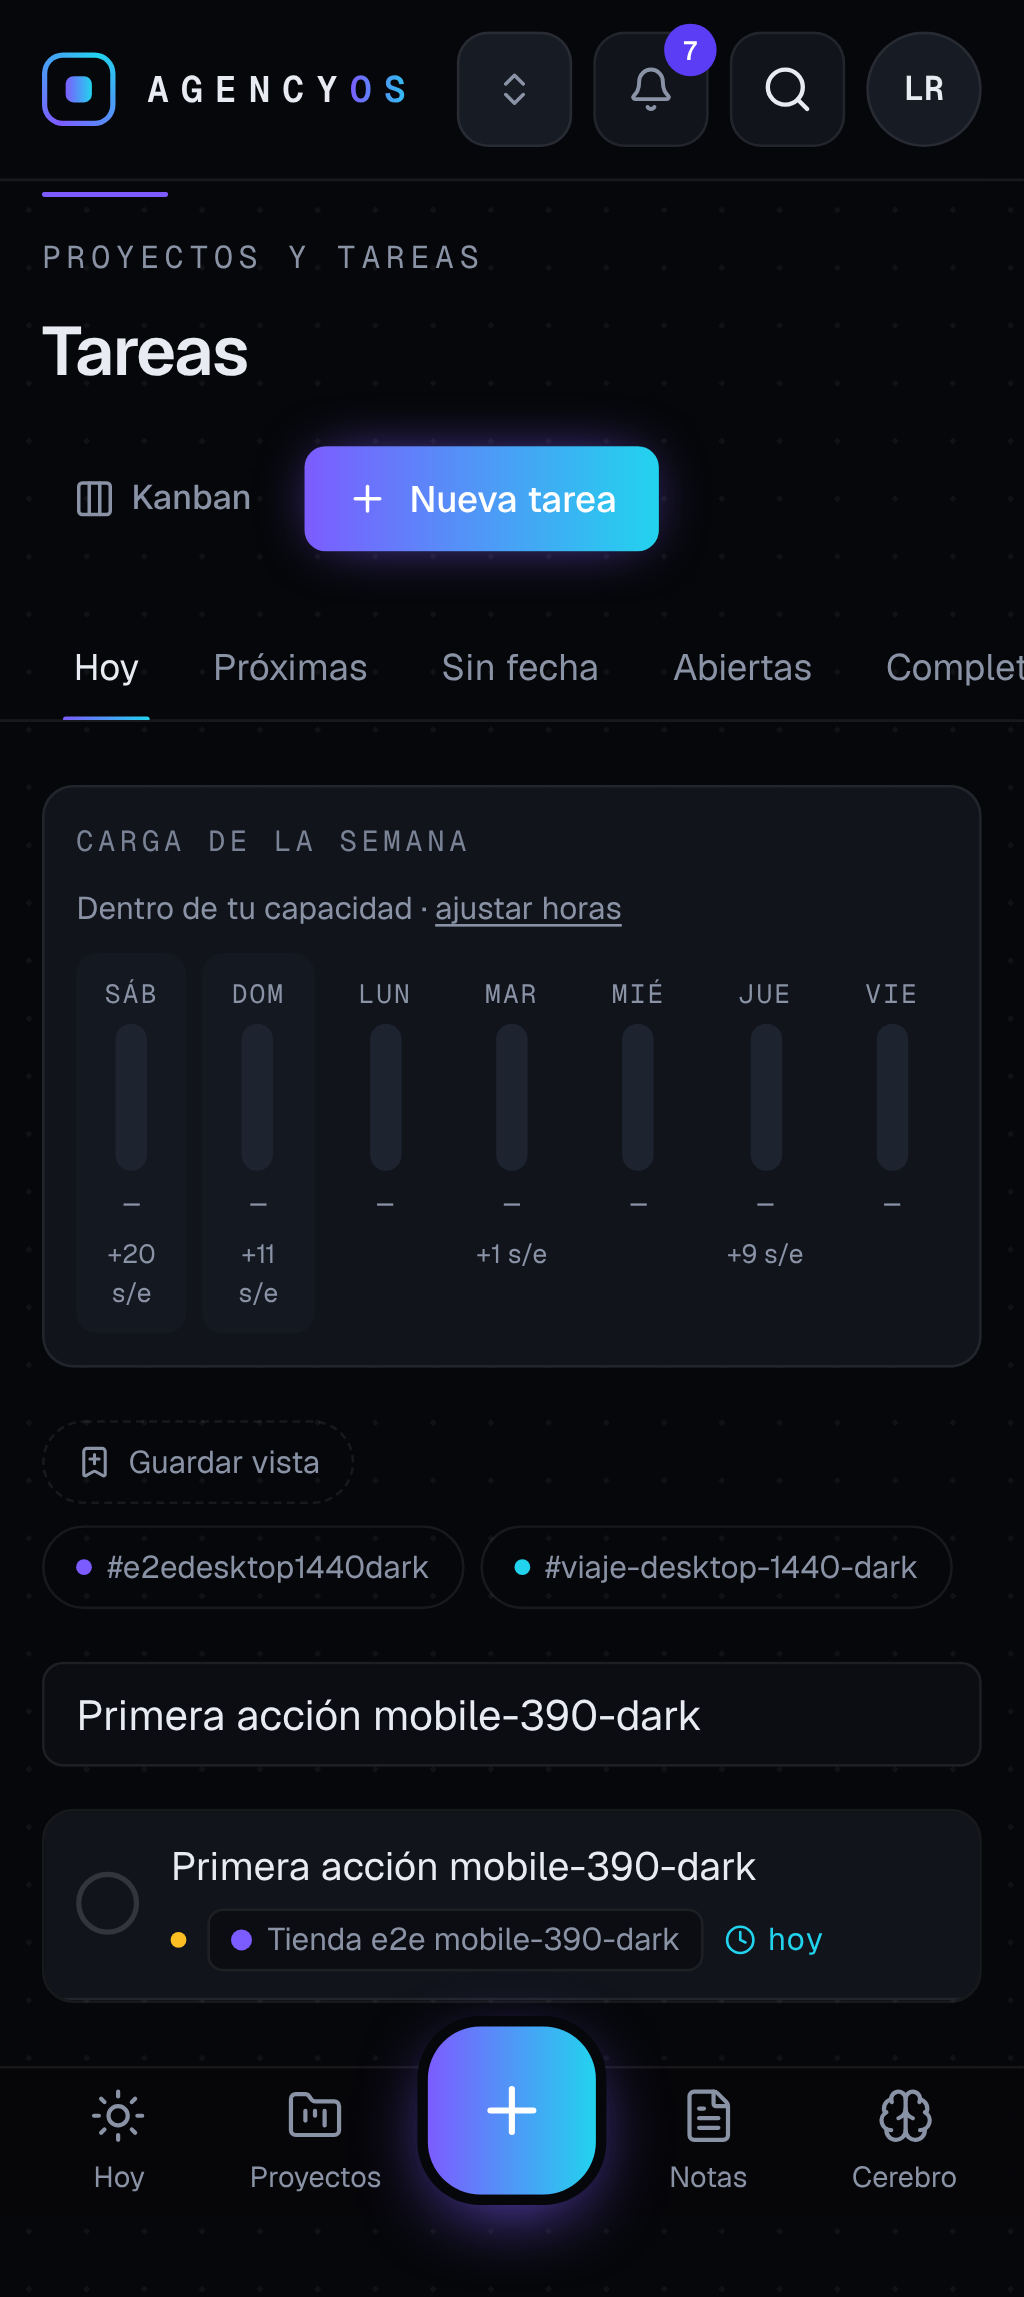 AGENCYOS
7
LR
PROYECTOS Y TAREAS
Tareas
Kanban
Nueva tarea
Hoy Próximas Sin fecha Abiertas Complet
CARGA DE LA SEMANA
Dentro de tu capacidad · ajustar horas
SÁB DOM LUN MAR MIÉ JUE VIE
– – – – – – –
+20 s/e +11 s/e +1 s/e +9 s/e
Guardar vista
#e2edesktop1440dark #viaje-desktop-1440-dark
Primera acción mobile-390-dark
Primera acción mobile-390-dark
Tienda e2e mobile-390-dark hoy
Hoy Proyectos Notas Cerebro